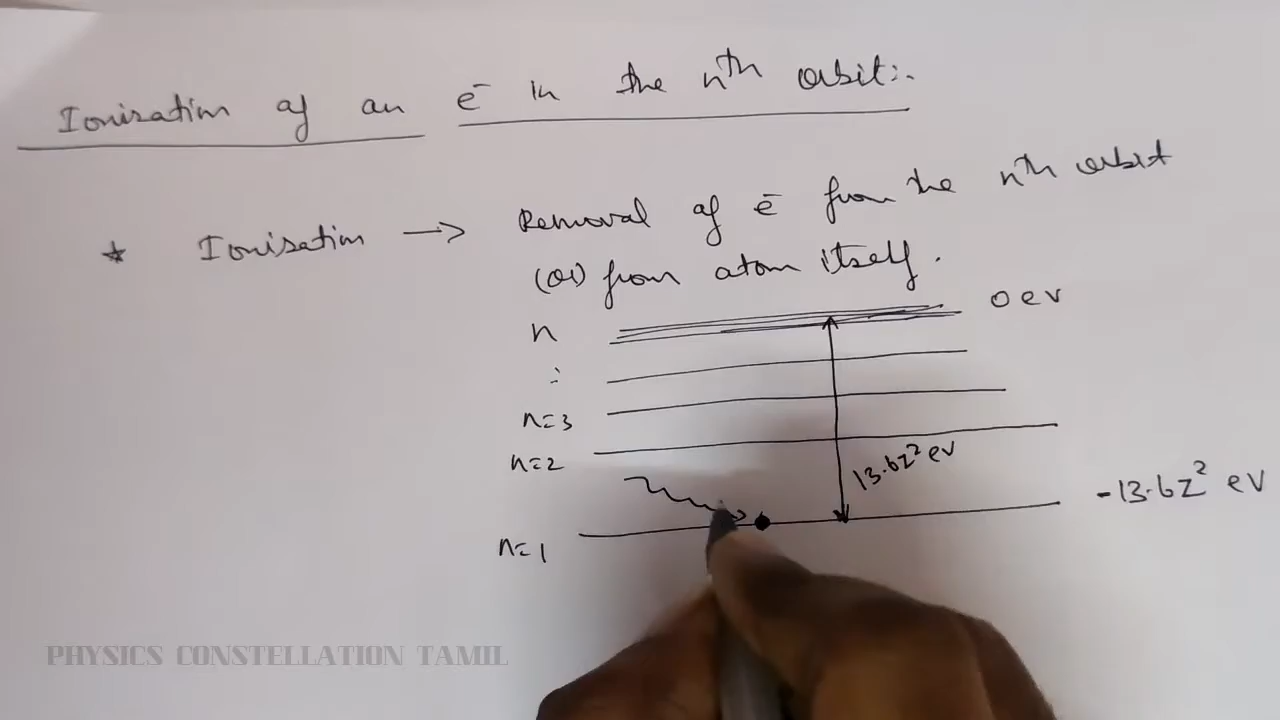 Ionisation of an e⁻ in the nth orbit:-
* Ionisation → Removal of e⁻ from the nth orbit
(or) from atom itself.
n 0 ev
:
n=3
n=2
13.6Z² ev
-13.6Z² ev
n=1
PHYSICS CONSTELLATION TAMIL